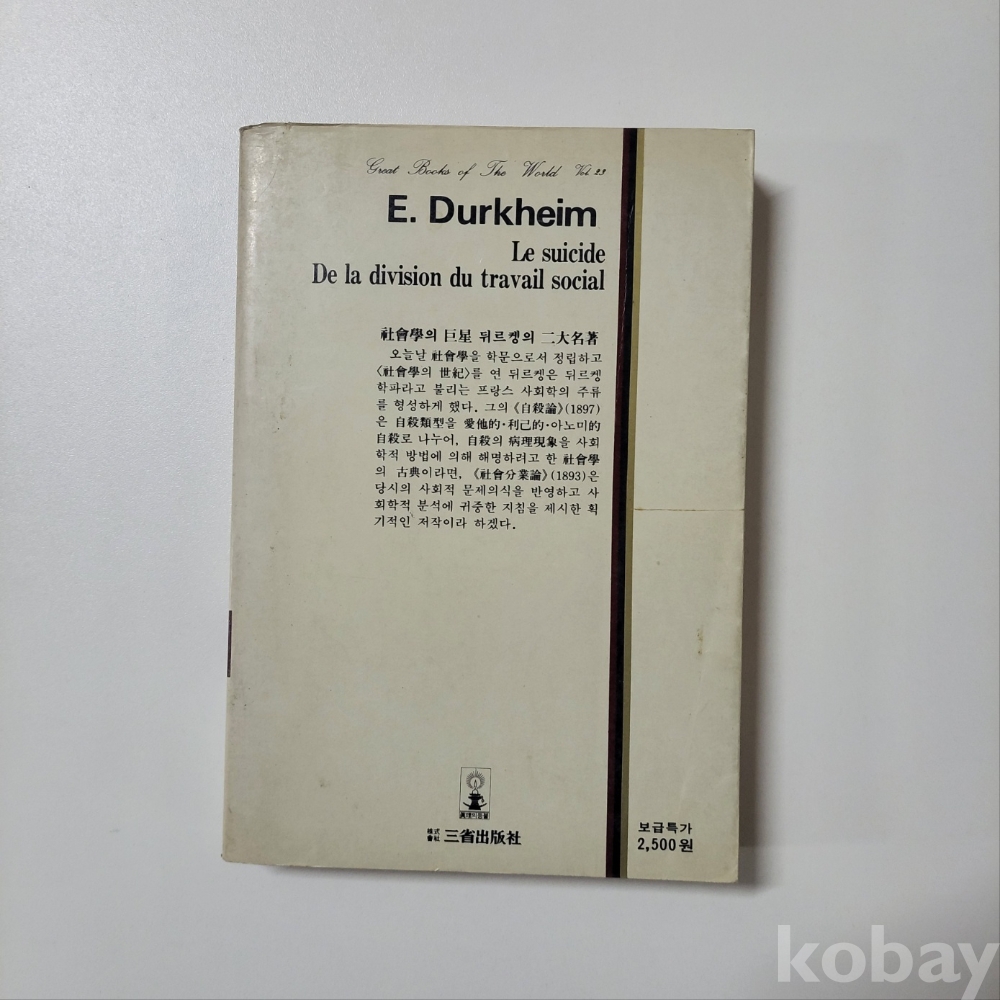 Great Books of The World Vol. 23
E. Durkheim
Le suicide
De la division du travail social
社會學의 巨星 뒤르켕의 二大名著
오늘날 社會學을 학문으로서 정립하고
〈社會學의 世紀〉를 연 뒤르켕은 뒤르켕
학파라고 불리는 프랑스 사회학의 주류
를 형성하게 했다. 그의 《自殺論》(1897)
은 自殺類型을 愛他的·利己的·아노미的
自殺로 나누어, 自殺의 病理現象을 사회
학적 방법에 의해 해명하려고 한 社會學
의 古典이라면, 《社會分業論》(1893)은
당시의 사회적 문제의식을 반영하고 사
회학적 분석에 귀중한 지침을 제시한 획
기적인 저작이라 하겠다.
株式會社 三省出版社
보급특가
2,500원
kobay